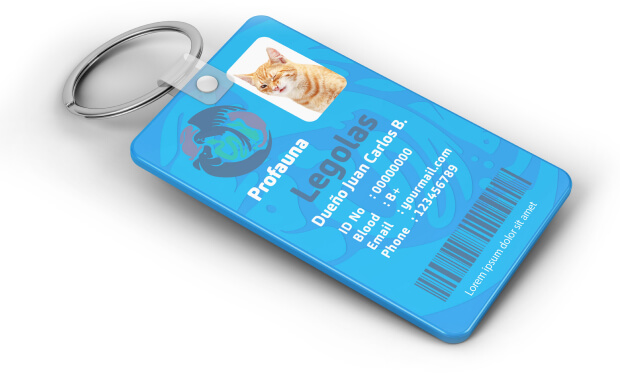 Profauna
Legolas
Dueño Juan Carlos B.
ID No : 00000000
Blood : B+
Email : yourmail.com
Phone : 123456789
Lorem ipsum dolor sit amet